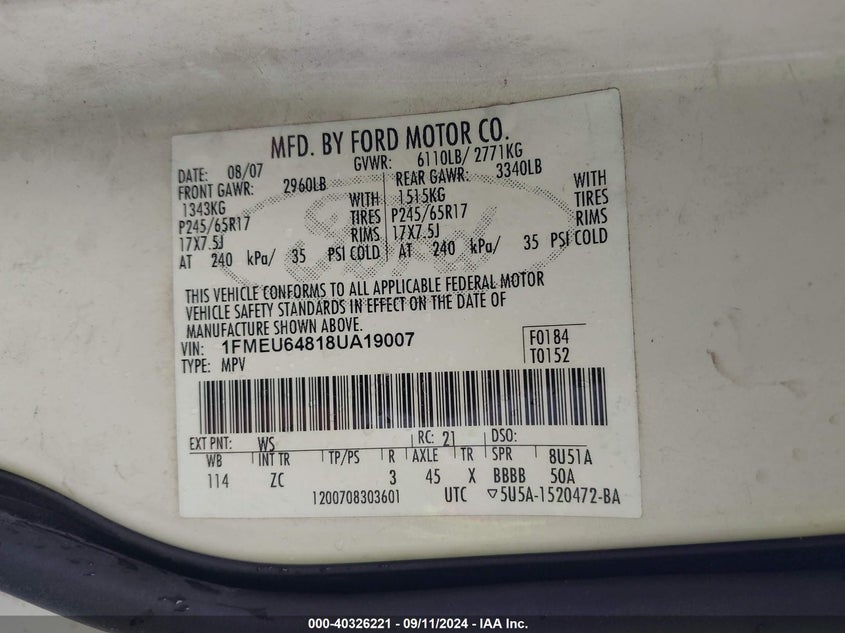 MFD. BY FORD MOTOR CO.
DATE: 08/07 GVWR: 6110LB/ 2771KG
FRONT GAWR: 2960LB REAR GAWR: 3340LB
1343KG WITH 1515KG WITH
P245/65R17 TIRES P245/65R17 TIRES
17X7.5J RIMS 17X7.5J RIMS
AT 240 kPa/ 35 PSI COLD AT 240 kPa/ 35 PSI COLD
THIS VEHICLE CONFORMS TO ALL APPLICABLE FEDERAL MOTOR
VEHICLE SAFETY STANDARDS IN EFFECT ON THE DATE OF
MANUFACTURE SHOWN ABOVE.
VIN: 1FMEU64818UA19007 F0184
TYPE: MPV T0152
EXT PNT: WS RC: 21 DSO:
WB INT TR TP/PS R AXLE TR SPR 8U51A
114 ZC 3 45 X BBBB 50A
1200708303601 UTC ▽5U5A-1520472-BA
000-40326221 - 09/11/2024 - IAA Inc.